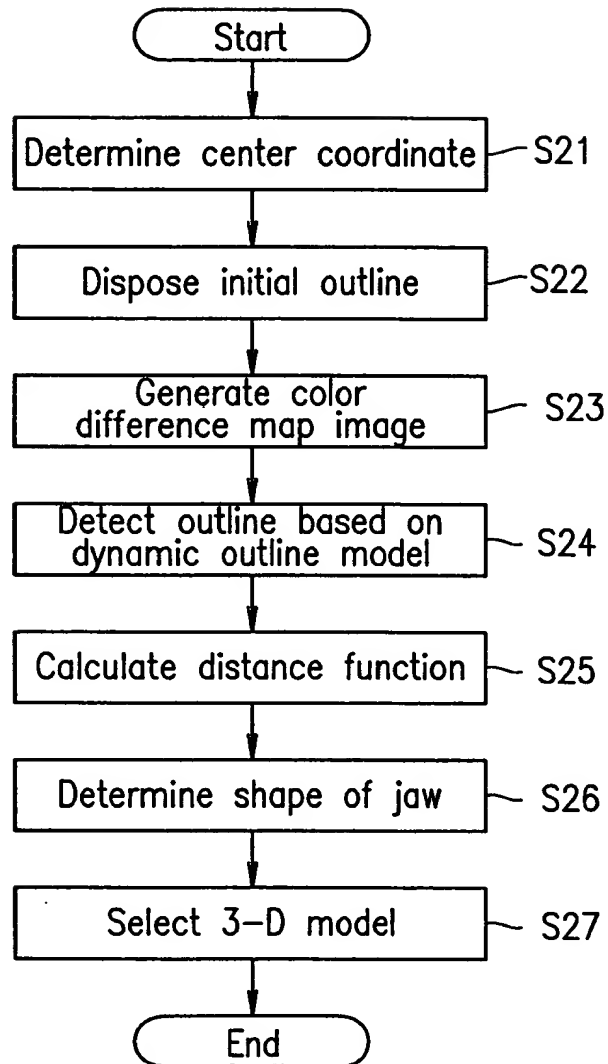 Start
Determine center coordinate
S21
Dispose initial outline
S22
Generate color
difference map image
S23
Detect outline based on
dynamic outline model
S24
Calculate distance function
S25
Determine shape of jaw
S26
Select 3-D model
S27
End